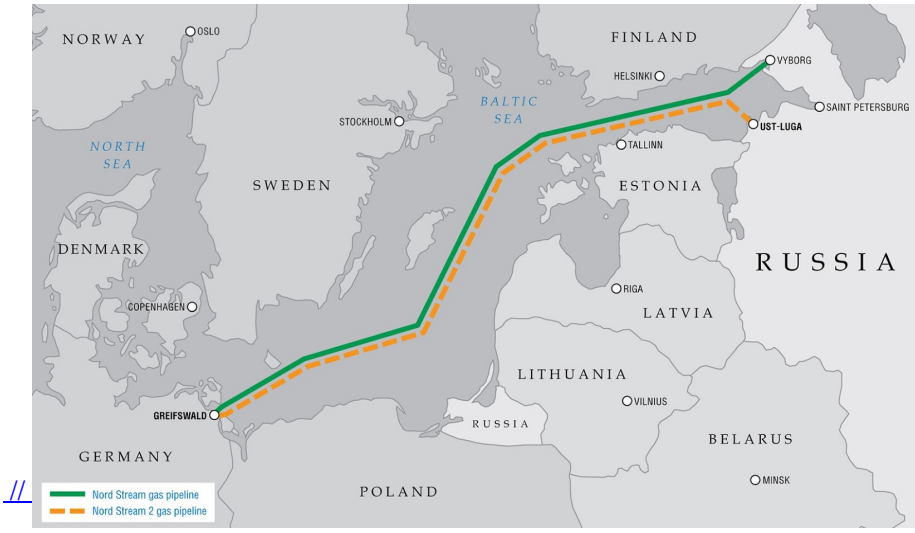 NORWAY
OSLO
FINLAND
VYBORG
HELSINKI
BALTIC
SEA
SAINT PETERSBURG
STOCKHOLM
UST-LUGA
NORTH
SEA
TALLINN
SWEDEN
ESTONIA
DENMARK
RUSSIA
RIGA
COPENHAGEN
LATVIA
LITHUANIA
VILNIUS
GREIFSWALD
RUSSIA
BELARUS
GERMANY
MINSK
POLAND
//
Nord Stream gas pipeline
Nord Stream 2 gas pipeline